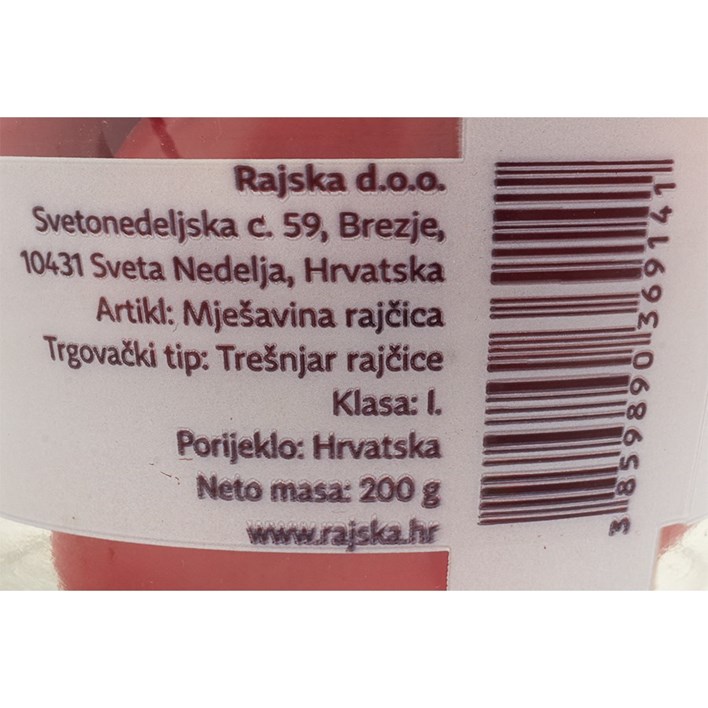 Rajska d.o.o.
Svetonedeljska c. 59, Brezje,
10431 Sveta Nedelja, Hrvatska
Artikl: Mješavina rajčica
Trgovački tip: Trešnjar rajčice
Klasa: I.
Porijeklo: Hrvatska
Neto masa: 200 g
www.rajska.hr
3859890369141